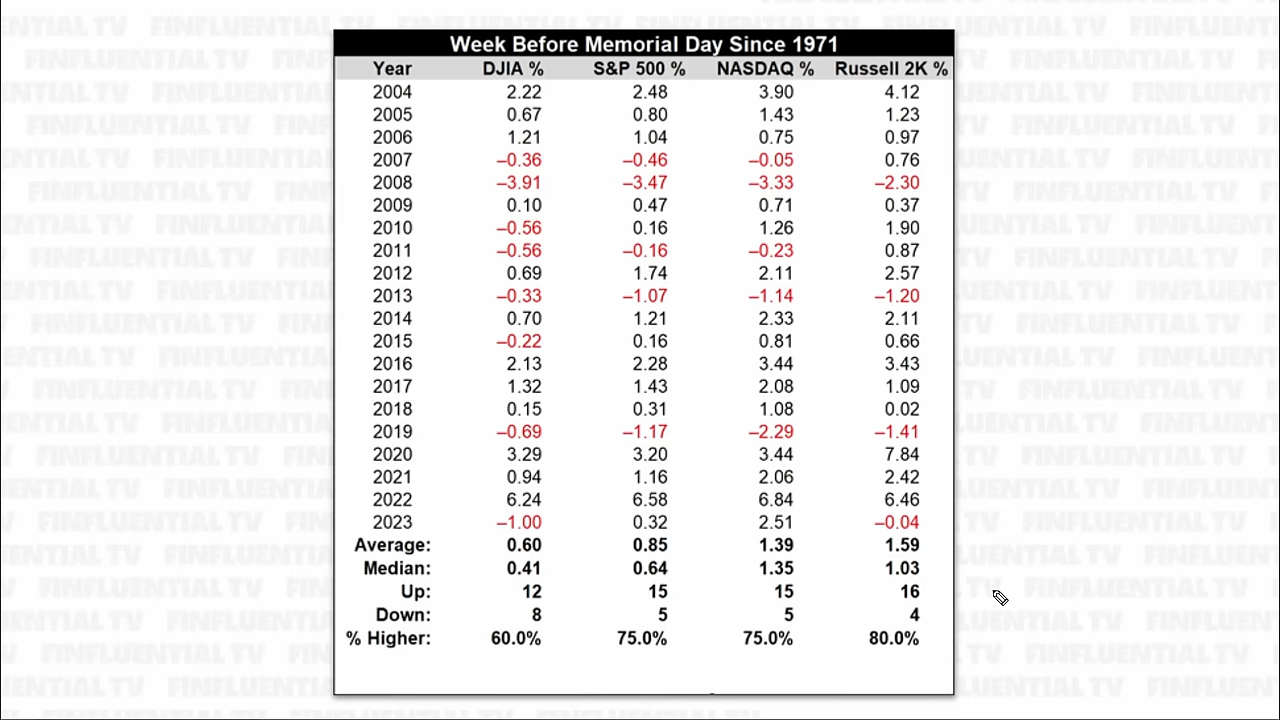 Week Before Memorial Day Since 1971
Year DJIA % S&P 500 % NASDAQ % Russell 2K %
2004 2.22 2.48 3.90 4.12
2005 0.67 0.80 1.43 1.23
2006 1.21 1.04 0.75 0.97
2007 –0.36 –0.46 –0.05 0.76
2008 –3.91 –3.47 –3.33 –2.30
2009 0.10 0.47 0.71 0.37
2010 –0.56 0.16 1.26 1.90
2011 –0.56 –0.16 –0.23 0.87
2012 0.69 1.74 2.11 2.57
2013 –0.33 –1.07 –1.14 –1.20
2014 0.70 1.21 2.33 2.11
2015 –0.22 0.16 0.81 0.66
2016 2.13 2.28 3.44 3.43
2017 1.32 1.43 2.08 1.09
2018 0.15 0.31 1.08 0.02
2019 –0.69 –1.17 –2.29 –1.41
2020 3.29 3.20 3.44 7.84
2021 0.94 1.16 2.06 2.42
2022 6.24 6.58 6.84 6.46
2023 –1.00 0.32 2.51 –0.04
Average: 0.60 0.85 1.39 1.59
Median: 0.41 0.64 1.35 1.03
Up: 12 15 15 16
Down: 8 5 5 4
% Higher: 60.0% 75.0% 75.0% 80.0%
FINFLUENTIAL TV